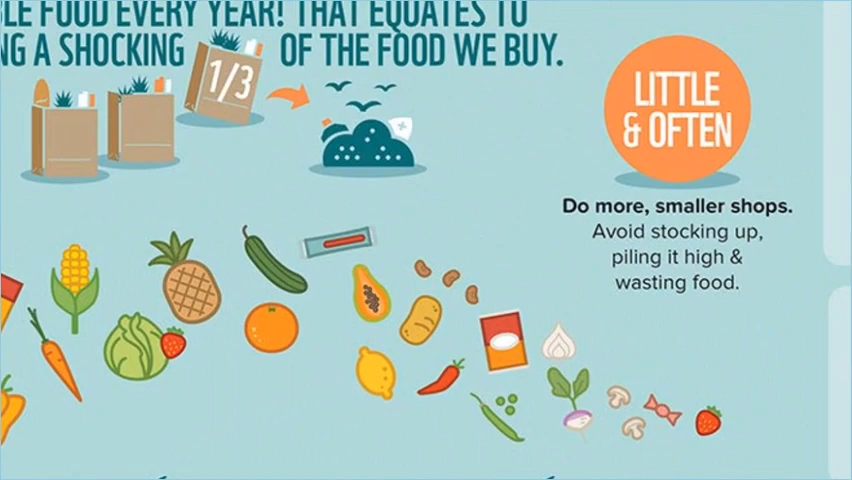 LE FOOD EVERY YEAR! THAT EQUATES TO
NG A SHOCKING 1/3 OF THE FOOD WE BUY.
LITTLE
& OFTEN
Do more, smaller shops.
Avoid stocking up,
piling it high &
wasting food.